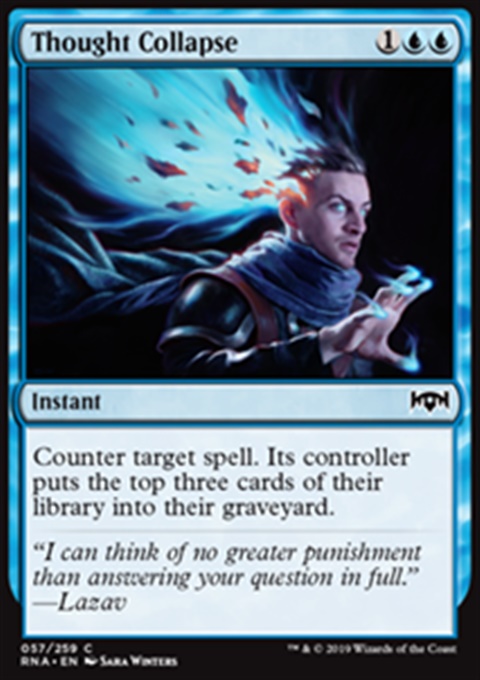 Thought Collapse 1
Instant
Counter target spell. Its controller
puts the top three cards of their
library into their graveyard.
“I can think of no greater punishment
than answering your question in full.”
—Lazav
057/259 C
RNA • EN Sara Winters
™ & © 2019 Wizards of the Coast